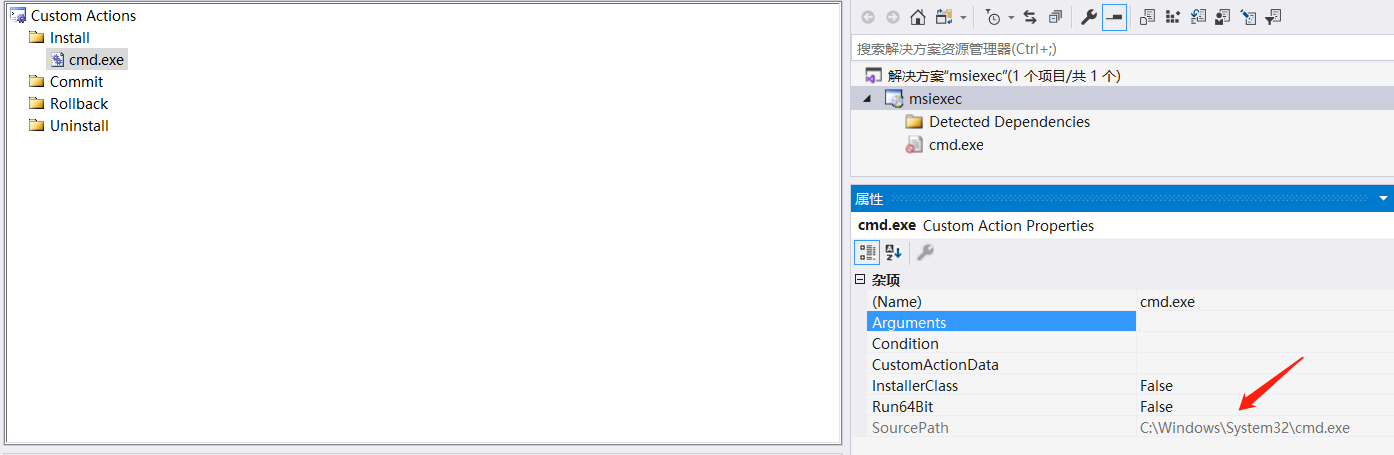 Custom Actions
Install
cmd.exe
Commit
Rollback
Uninstall
搜索解决方案资源管理器(Ctrl+;)
解决方案"msiexec"(1 个项目/共 1 个)
msiexec
Detected Dependencies
cmd.exe
属性
cmd.exe Custom Action Properties
杂项
(Name) cmd.exe
Arguments
Condition
CustomActionData
InstallerClass False
Run64Bit False
SourcePath C:\Windows\System32\cmd.exe